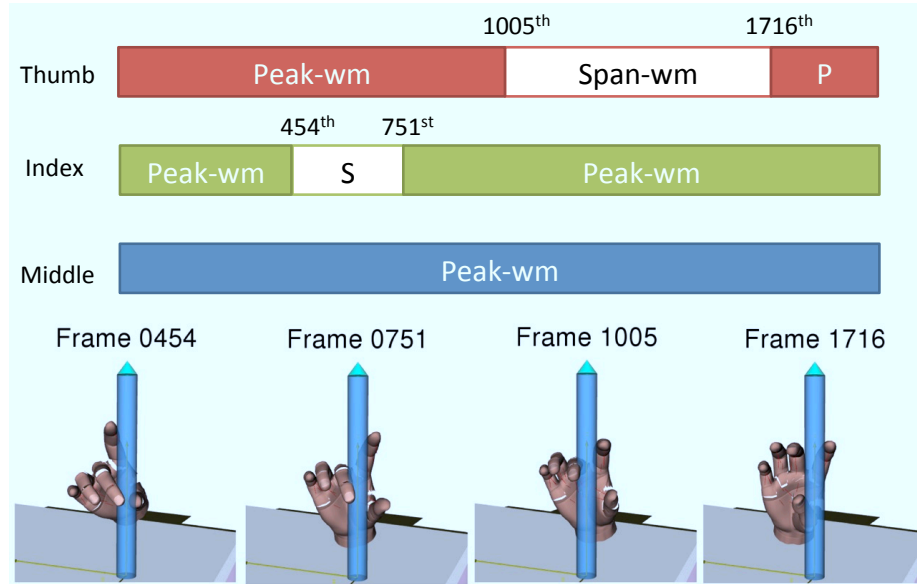 1005th 1716th
Thumb Peak-wm Span-wm P
454th 751st
Index Peak-wm S Peak-wm
Middle Peak-wm
Frame 0454 Frame 0751 Frame 1005 Frame 1716